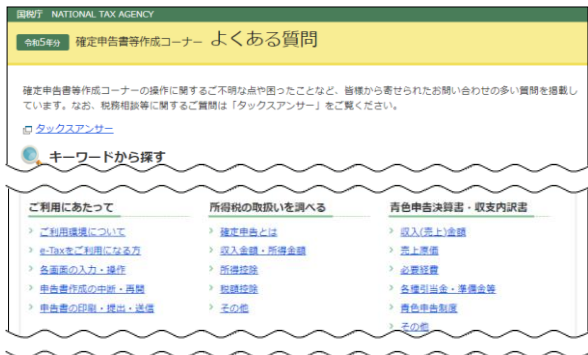 国税庁 NATIONAL TAX AGENCY
令和5年分 確定申告書等作成コーナー よくある質問
確定申告書等作成コーナーの操作に関するご不明な点や困ったことなど、皆様から寄せられたお問い合わせの多い質問を掲載し
ています。なお、税務相談等に関するご質問は「タックスアンサー」をご覧ください。
タックスアンサー
キーワードから探す
ご利用にあたって
ご利用環境について
e-Taxをご利用になる方
各画面の入力・操作
申告書作成の中断・再開
申告書の印刷・提出・送信
所得税の取扱いを調べる
確定申告とは
収入金額・所得金額
所得控除
税額控除
その他
青色申告決算書・収支内訳書
収入(売上)金額
売上原価
必要経費
各種引当金・準備金等
青色申告制度
その他